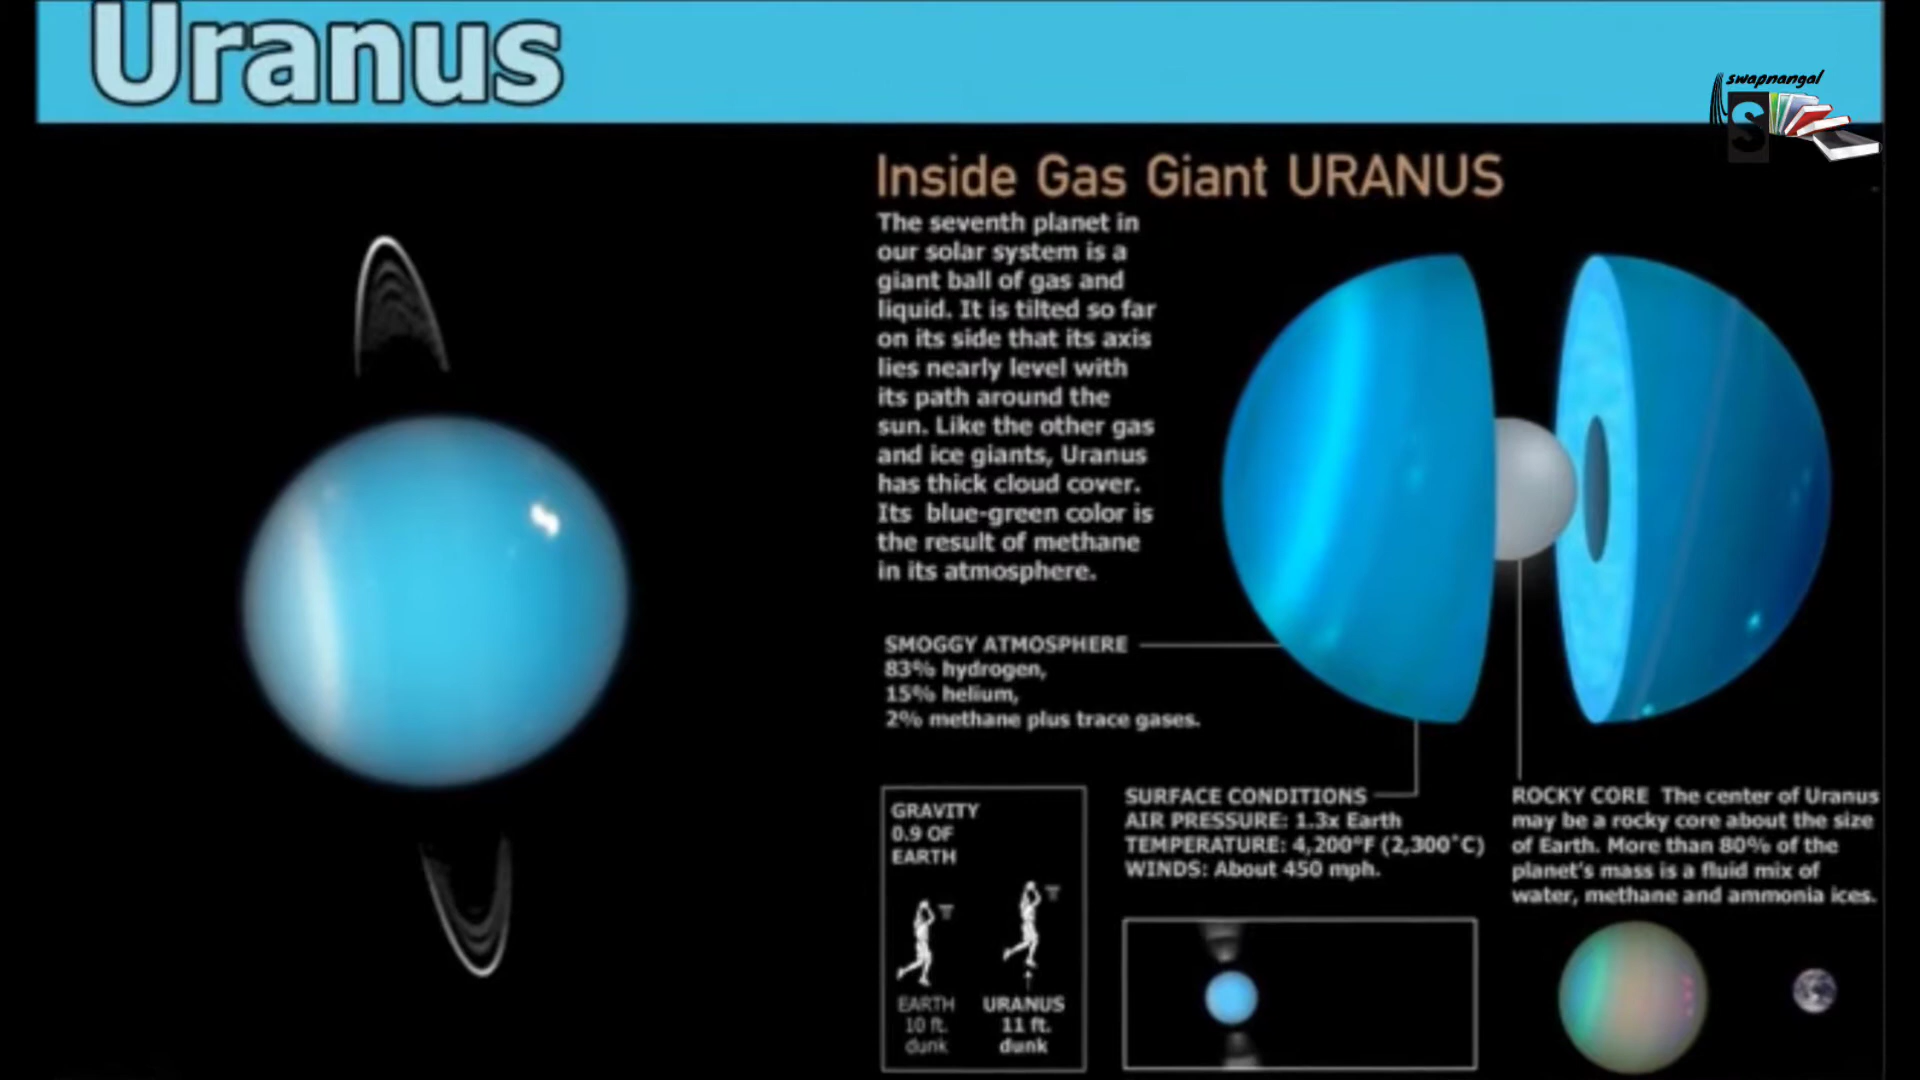 Uranus
swapnangal
S
Inside Gas Giant URANUS
The seventh planet in
our solar system is a
giant ball of gas and
liquid. It is tilted so far
on its side that its axis
lies nearly level with
its path around the
sun. Like the other gas
and ice giants, Uranus
has thick cloud cover.
Its blue-green color is
the result of methane
in its atmosphere.
SMOGGY ATMOSPHERE
83% hydrogen,
15% helium,
2% methane plus trace gases.
GRAVITY
0.9 OF
EARTH
EARTH
10 ft.
dunk
URANUS
11 ft.
dunk
SURFACE CONDITIONS
AIR PRESSURE: 1.3x Earth
TEMPERATURE: 4,200°F (2,300°C)
WINDS: About 450 mph.
ROCKY CORE The center of Uranus
may be a rocky core about the size
of Earth. More than 80% of the
planet's mass is a fluid mix of
water, methane and ammonia ices.